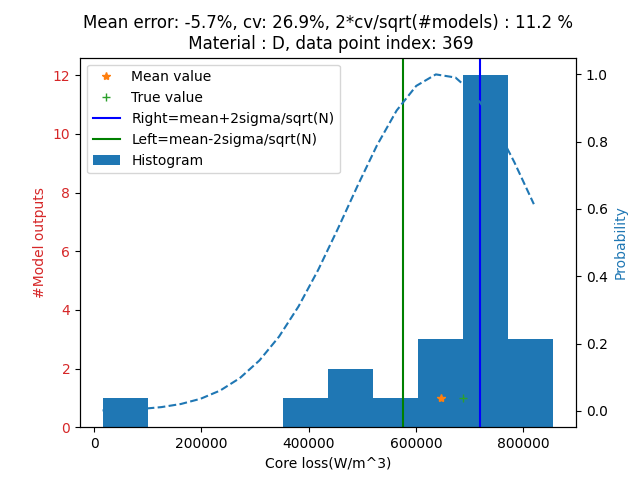 Mean error: -5.7%, cv: 26.9%, 2*cv/sqrt(#models) : 11.2 %
Material : D, data point index: 369
Mean value
True value
Right=mean+2sigma/sqrt(N)
Left=mean-2sigma/sqrt(N)
Histogram
#Model outputs
12
10
8
6
4
2
0
1.0
0.8
0.6
0.4
0.2
0.0
Probability
0
200000
400000
600000
800000
Core loss(W/m^3)